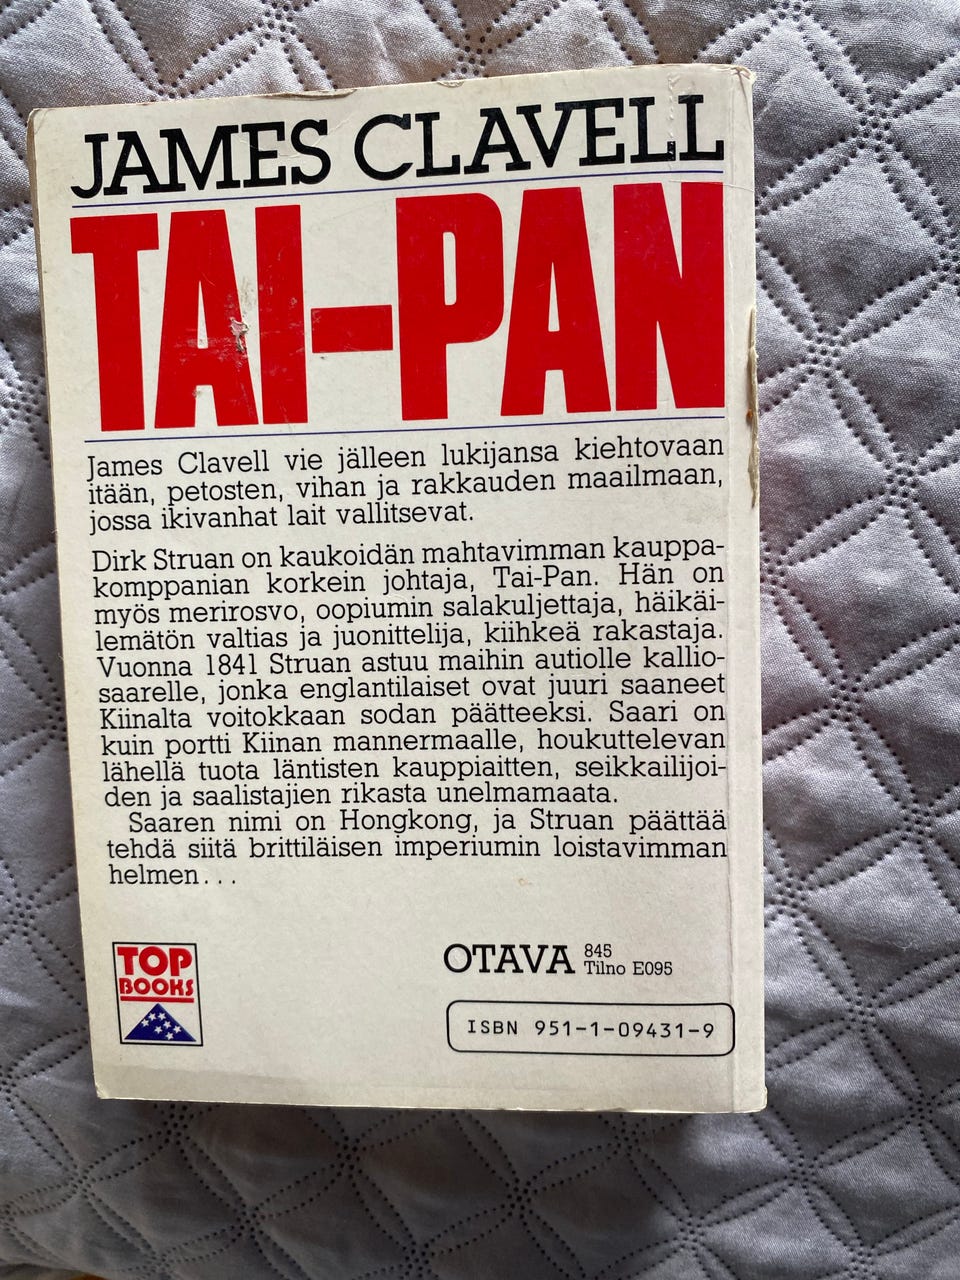 JAMES CLAVELL
TAI-PAN
James Clavell vie jälleen lukijansa kiehtovaan
itään, petosten, vihan ja rakkauden maailmaan,
jossa ikivanhat lait vallitsevat.
Dirk Struan on kaukoidän mahtavimman kauppa-
komppanian korkein johtaja, Tai-Pan. Hän on
myös merirosvo, oopiumin salakuljettaja, häikäi-
lemätön valtias ja juonittelija, kiihkeä rakastaja.
Vuonna 1841 Struan astuu maihin autiolle kallio-
saarelle, jonka englantilaiset ovat juuri saaneet
Kiinalta voitokkaan sodan päätteeksi. Saari on
kuin portti Kiinan mannermaalle, houkuttelevan
lähellä tuota läntisten kauppiaitten, seikkailijoi-
den ja saalistajien rikasta unelmamaata.
Saaren nimi on Hongkong, ja Struan päättää
tehdä siitä brittiläisen imperiumin loistavimman
helmen...
TOP
BOOKS
OTAVA 845
Tilno E095
ISBN 951-1-09431-9